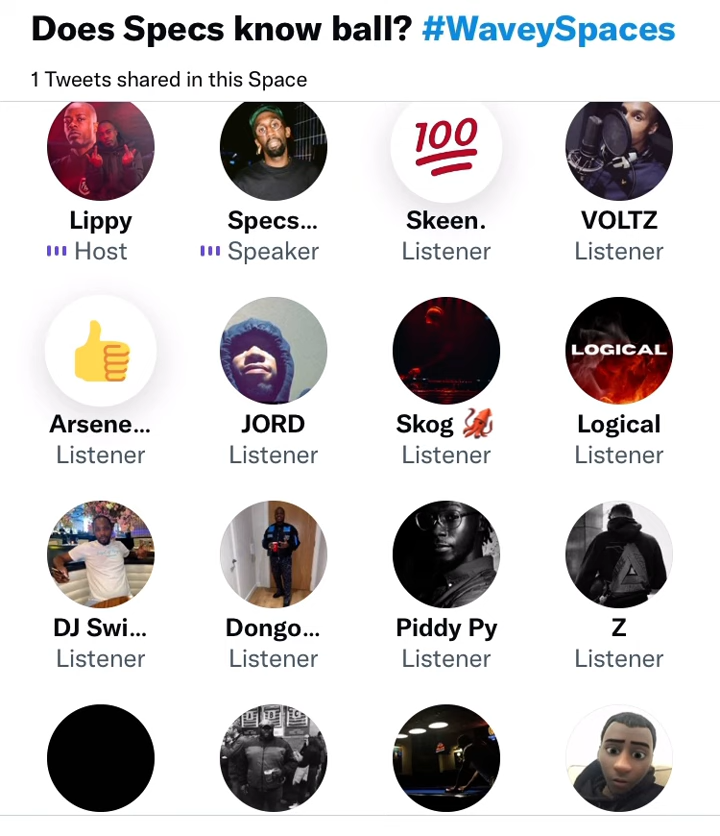 Does Specs know ball? #WaveySpaces
1 Tweets shared in this Space
100
Lippy
Specs...
Skeen.
VOLTZ
Host
Speaker
Listener
Listener
LOGICAL
Arsene...
JORD
Skog 🦑
Logical
Listener
Listener
Listener
Listener
DJ Swi...
Dongo...
Piddy Py
Z
Listener
Listener
Listener
Listener